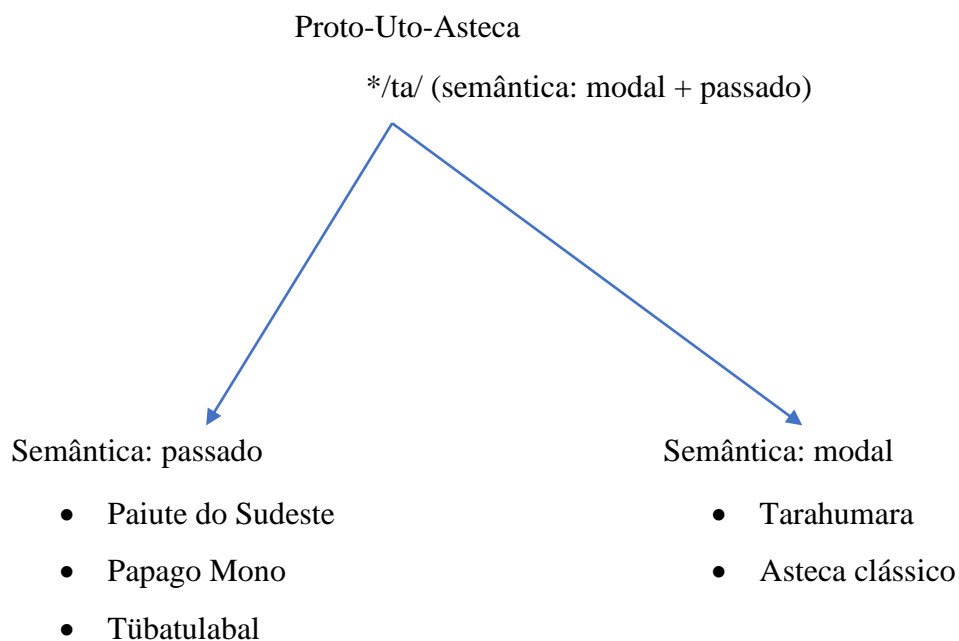 Proto-Uto-Asteca
*/ta/ (semântica: modal + passado)
Semântica: passado
• Paiute do Sudeste
• Papago Mono
• Tübatulabal
Semântica: modal
• Tarahumara
• Asteca clássico